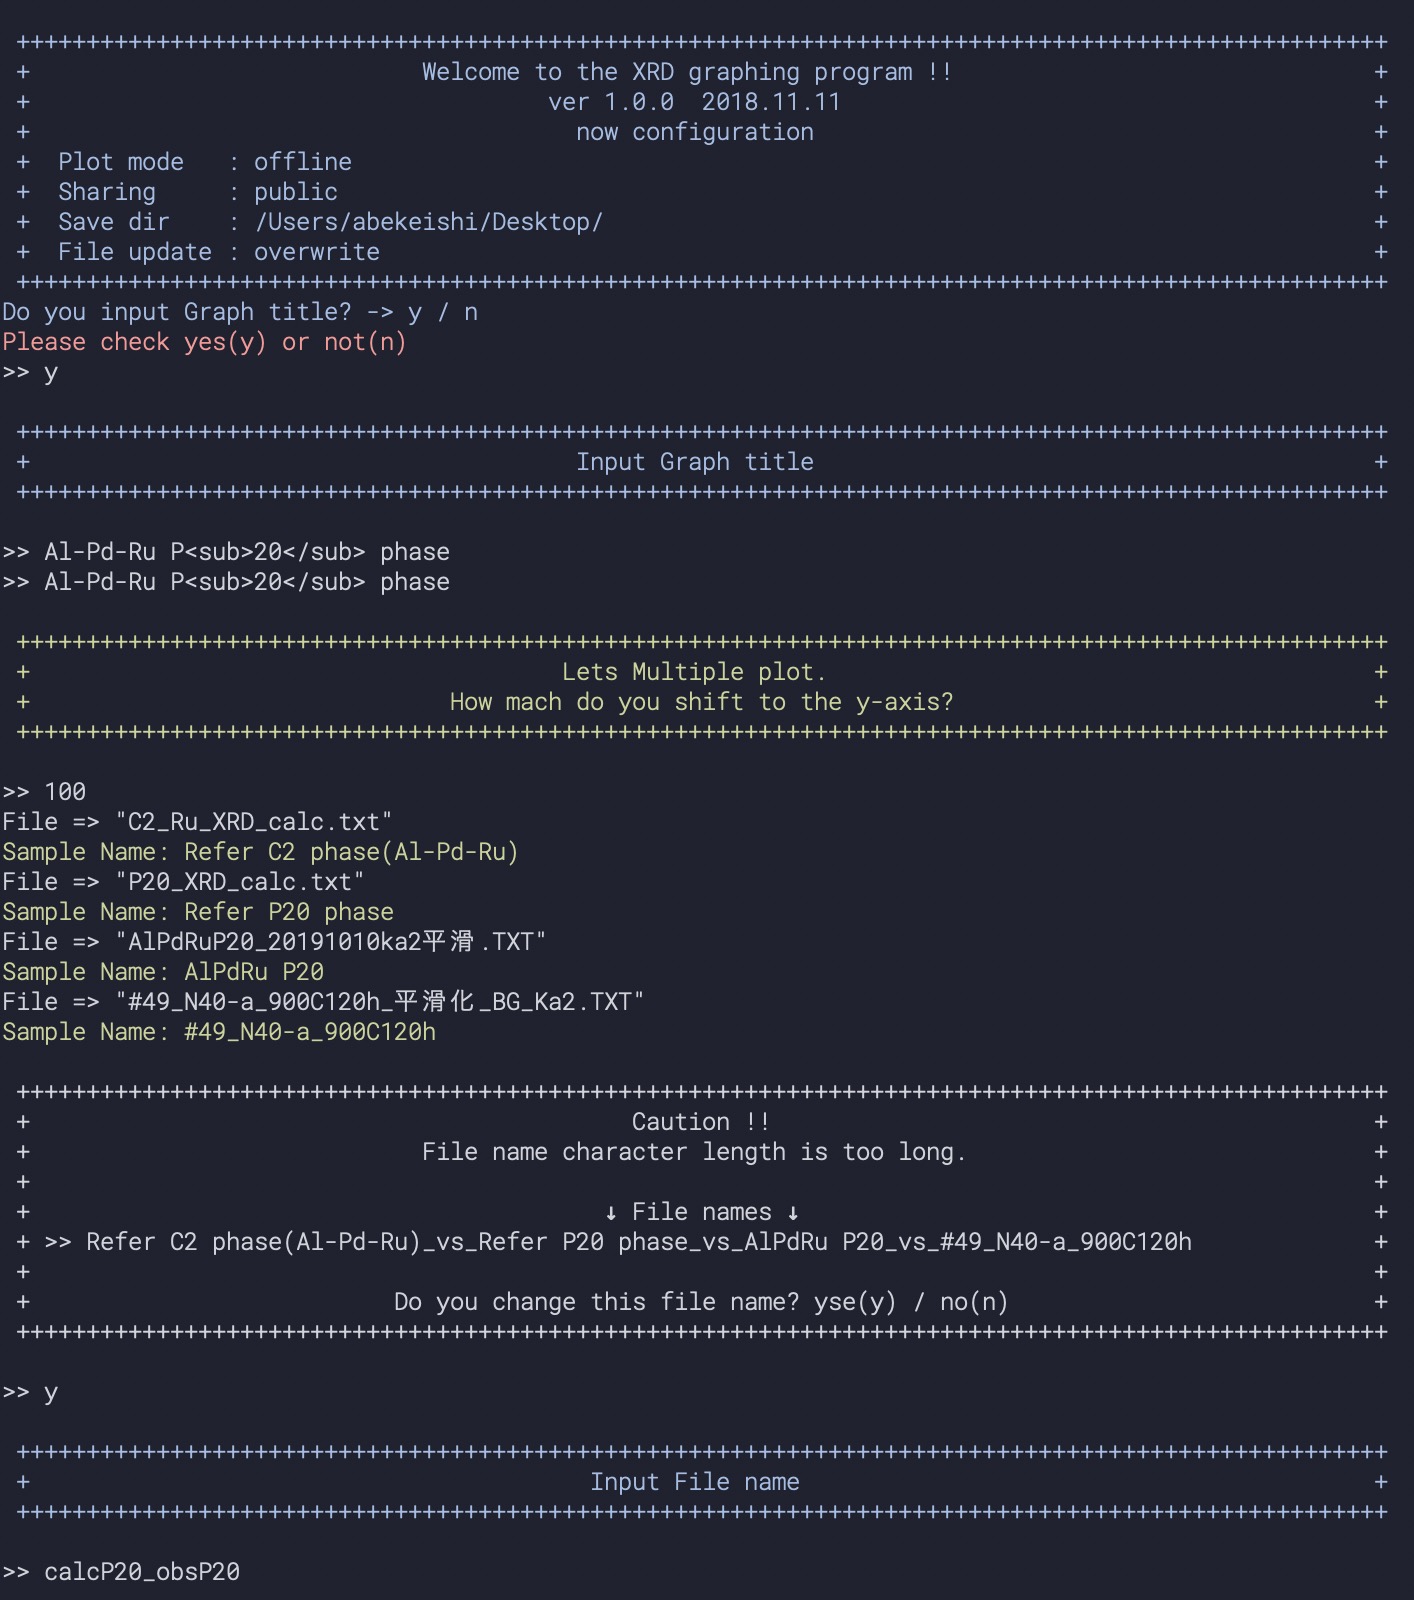 ++++++++++++++++++++++++++++++++++++++++++++++++++++++++++++++++++++++++++++++++++++++++++++++++++
+ Welcome to the XRD graphing program !! +
+ ver 1.0.0  2018.11.11 +
+ now configuration +
+ Plot mode   : offline +
+ Sharing     : public +
+ Save dir    : /Users/abekeishi/Desktop/ +
+ File update : overwrite +
++++++++++++++++++++++++++++++++++++++++++++++++++++++++++++++++++++++++++++++++++++++++++++++++++
Do you input Graph title? -> y / n
Please check yes(y) or not(n)
>> y
++++++++++++++++++++++++++++++++++++++++++++++++++++++++++++++++++++++++++++++++++++++++++++++++++
+ Input Graph title +
++++++++++++++++++++++++++++++++++++++++++++++++++++++++++++++++++++++++++++++++++++++++++++++++++
>> Al-Pd-Ru P<sub>20</sub> phase
>> Al-Pd-Ru P<sub>20</sub> phase
++++++++++++++++++++++++++++++++++++++++++++++++++++++++++++++++++++++++++++++++++++++++++++++++++
+ Lets Multiple plot. +
+ How mach do you shift to the y-axis? +
++++++++++++++++++++++++++++++++++++++++++++++++++++++++++++++++++++++++++++++++++++++++++++++++++
>> 100
File => "C2_Ru_XRD_calc.txt"
Sample Name: Refer C2 phase(Al-Pd-Ru)
File => "P20_XRD_calc.txt"
Sample Name: Refer P20 phase
File => "AlPdRuP20_20191010ka2平滑.TXT"
Sample Name: AlPdRu P20
File => "#49_N40-a_900C120h_平滑化_BG_Ka2.TXT"
Sample Name: #49_N40-a_900C120h
++++++++++++++++++++++++++++++++++++++++++++++++++++++++++++++++++++++++++++++++++++++++++++++++++
+ Caution !! +
+ File name character length is too long. +
+ +
+ ↓ File names ↓ +
+ >> Refer C2 phase(Al-Pd-Ru)_vs_Refer P20 phase_vs_AlPdRu P20_vs_#49_N40-a_900C120h +
+ +
+ Do you change this file name? yse(y) / no(n) +
++++++++++++++++++++++++++++++++++++++++++++++++++++++++++++++++++++++++++++++++++++++++++++++++++
>> y
++++++++++++++++++++++++++++++++++++++++++++++++++++++++++++++++++++++++++++++++++++++++++++++++++
+ Input File name +
++++++++++++++++++++++++++++++++++++++++++++++++++++++++++++++++++++++++++++++++++++++++++++++++++
>> calcP20_obsP20